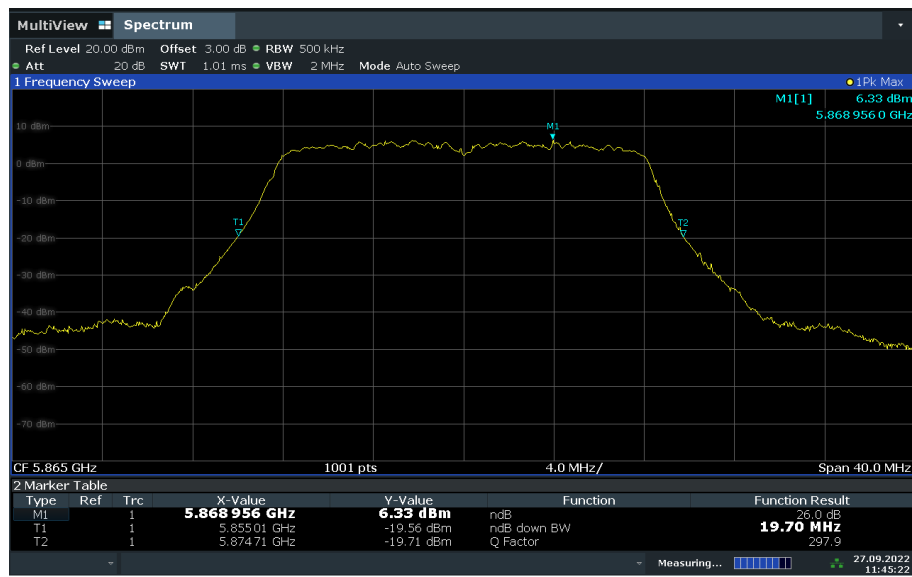 MultiView Spectrum
Ref Level 20.00 dBm Offset 3.00 dB RBW 500 kHz
Att 20 dB SWT 1.01 ms VBW 2 MHz Mode Auto Sweep
1 Frequency Sweep 1Pk Max
M1[1] 6.33 dBm
5.868 956 0 GHz
10 dBm
M1
0 dBm
-10 dBm
T1 T2
-20 dBm
-30 dBm
-40 dBm
-50 dBm
-60 dBm
-70 dBm
CF 5.865 GHz 1001 pts 4.0 MHz/ Span 40.0 MHz
2 Marker Table
Type Ref Trc X-Value Y-Value Function Function Result
M1 1 5.868 956 GHz 6.33 dBm ndB 26.0 dB
T1 1 5.85501 GHz -19.56 dBm ndB down BW 19.70 MHz
T2 1 5.87471 GHz -19.71 dBm Q Factor 297.9
Measuring... 27.09.2022
11:45:22